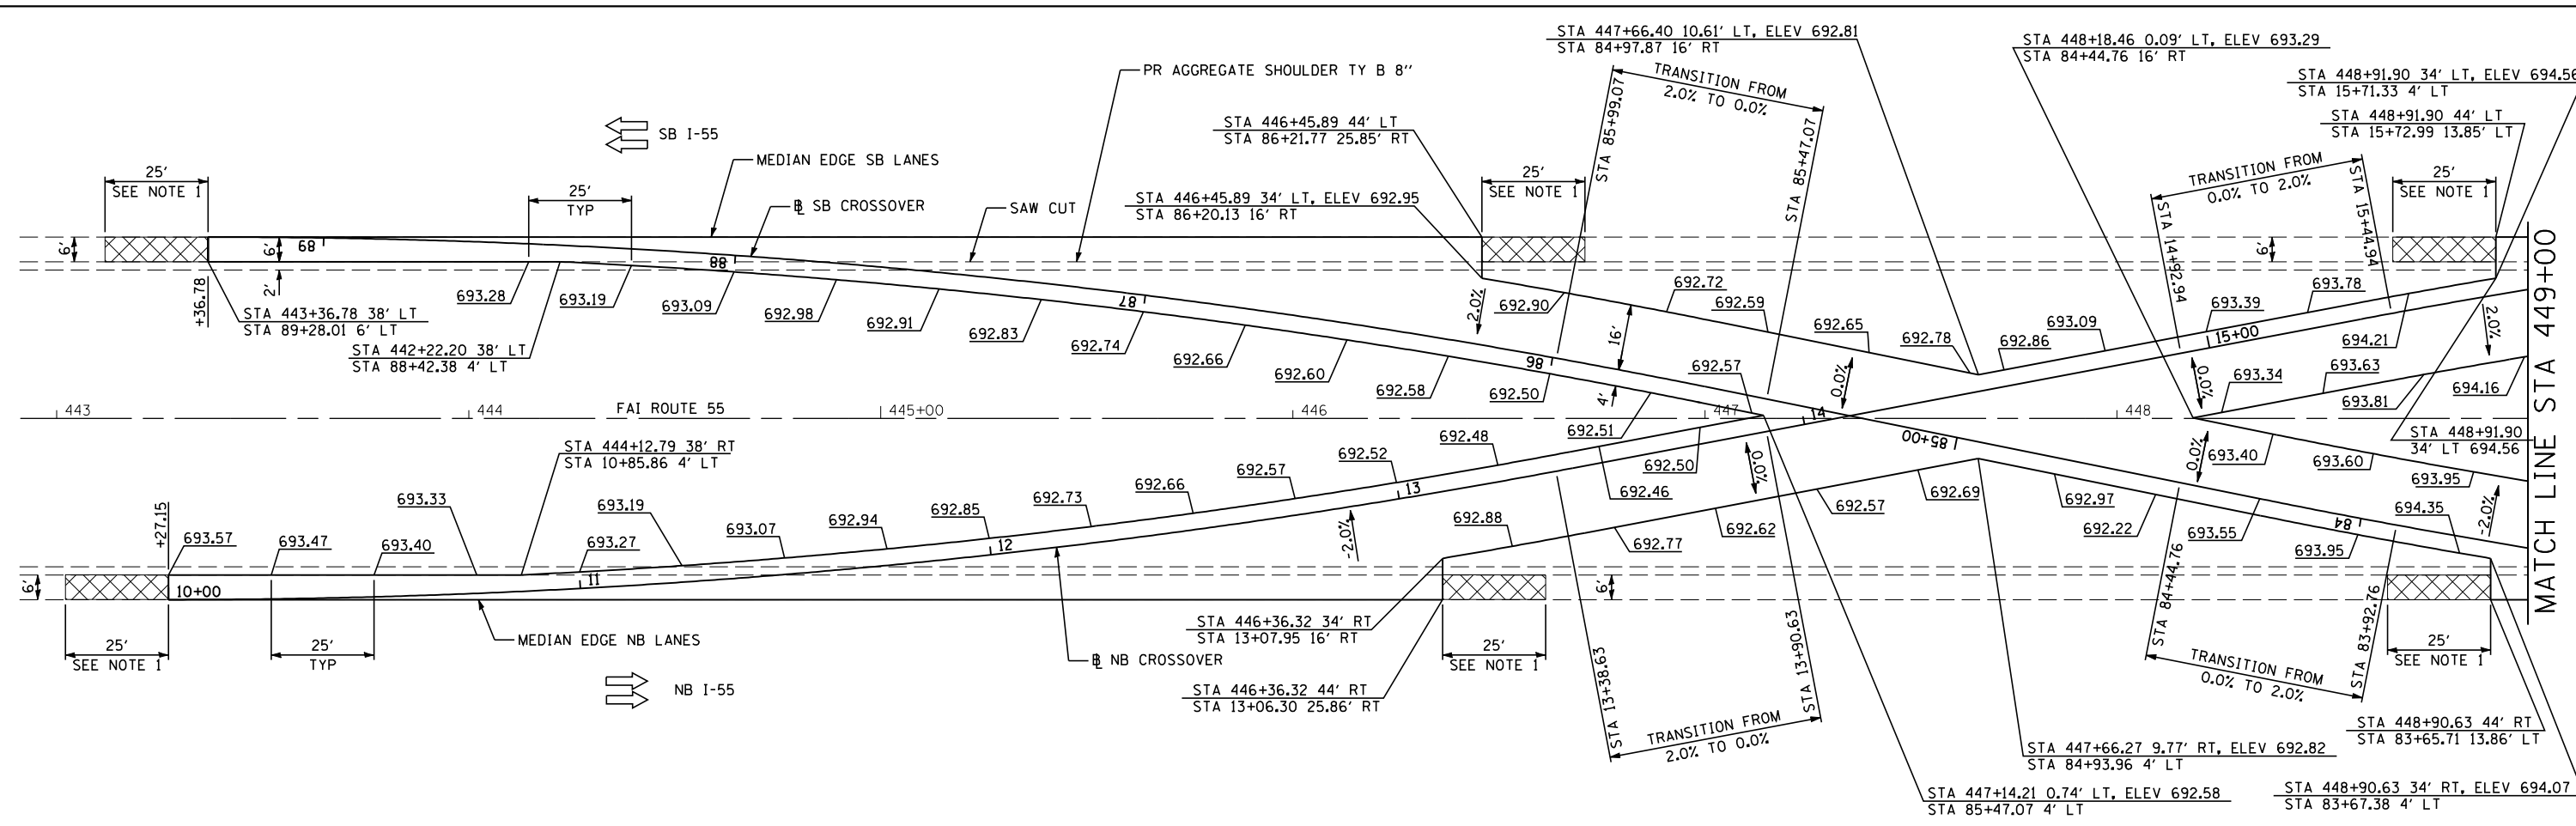 STA 447+66.40 10.61' LT, ELEV 692.81
STA 84+97.87 16' RT
STA 448+18.46 0.09' LT, ELEV 693.29
STA 84+44.76 16' RT
STA 448+91.90 34' LT, ELEV 694.56
STA 15+71.33 4' LT
STA 448+91.90 44' LT
STA 15+72.99 13.85' LT
PR AGGREGATE SHOULDER TY B 8''
TRANSITION FROM
2.0% TO 0.0%
STA 85+99.07
STA 85+47.07
SB I-55
STA 446+45.89 44' LT
STA 86+21.77 25.85' RT
MEDIAN EDGE SB LANES
TRANSITION FROM
0.0% TO 2.0%
STA 14+92.94
STA 15+44.94
25'
SEE NOTE 1
25'
TYP
25'
SEE NOTE 1
25'
SEE NOTE 1
STA 446+45.89 34' LT, ELEV 692.95
STA 86+20.13 16' RT
℄ SB CROSSOVER
SAW CUT
6'
6'
2'
6'
89
88
87
86
+36.78
693.28
693.19
693.09
692.98
692.91
692.83
692.74
692.66
692.60
692.58
692.50
692.51
692.57
2.0%
692.90
692.72
692.59
692.65
692.78
692.86
693.09
693.39
693.78
15+00
694.21
2.0%
16'
4'
0.0%
0.0%
693.34
693.63
693.81
694.16
STA 443+36.78 38' LT
STA 89+28.01 6' LT
STA 442+22.20 38' LT
STA 88+42.38 4' LT
443
444
FAI ROUTE 55
445+00
446
447
448
14
85+00
STA 448+91.90
34' LT 694.56
MATCH LINE STA 449+00
STA 444+12.79 38' RT
STA 10+85.86 4' LT
+27.15
693.57
693.47
693.40
693.33
693.19
693.27
693.07
692.94
692.85
692.73
692.66
692.57
692.52
692.48
692.46
692.50
0.0%
692.88
692.77
692.62
692.57
692.69
692.97
692.22
693.55
693.95
694.35
0.0%
693.40
693.60
693.95
-2.0%
-2.0%
84
10+00
11
12
13
6'
6'
25'
SEE NOTE 1
25'
TYP
MEDIAN EDGE NB LANES
℄ NB CROSSOVER
NB I-55
STA 446+36.32 34' RT
STA 13+07.95 16' RT
STA 446+36.32 44' RT
STA 13+06.30 25.86' RT
25'
SEE NOTE 1
STA 13+38.63
STA 13+90.63
TRANSITION FROM
2.0% TO 0.0%
STA 84+44.76
STA 83+92.76
TRANSITION FROM
0.0% TO 2.0%
25'
SEE NOTE 1
STA 448+90.63 44' RT
STA 83+65.71 13.86' LT
STA 447+66.27 9.77' RT, ELEV 692.82
STA 84+93.96 4' LT
STA 447+14.21 0.74' LT, ELEV 692.58
STA 85+47.07 4' LT
STA 448+90.63 34' RT, ELEV 694.07
STA 83+67.38 4' LT